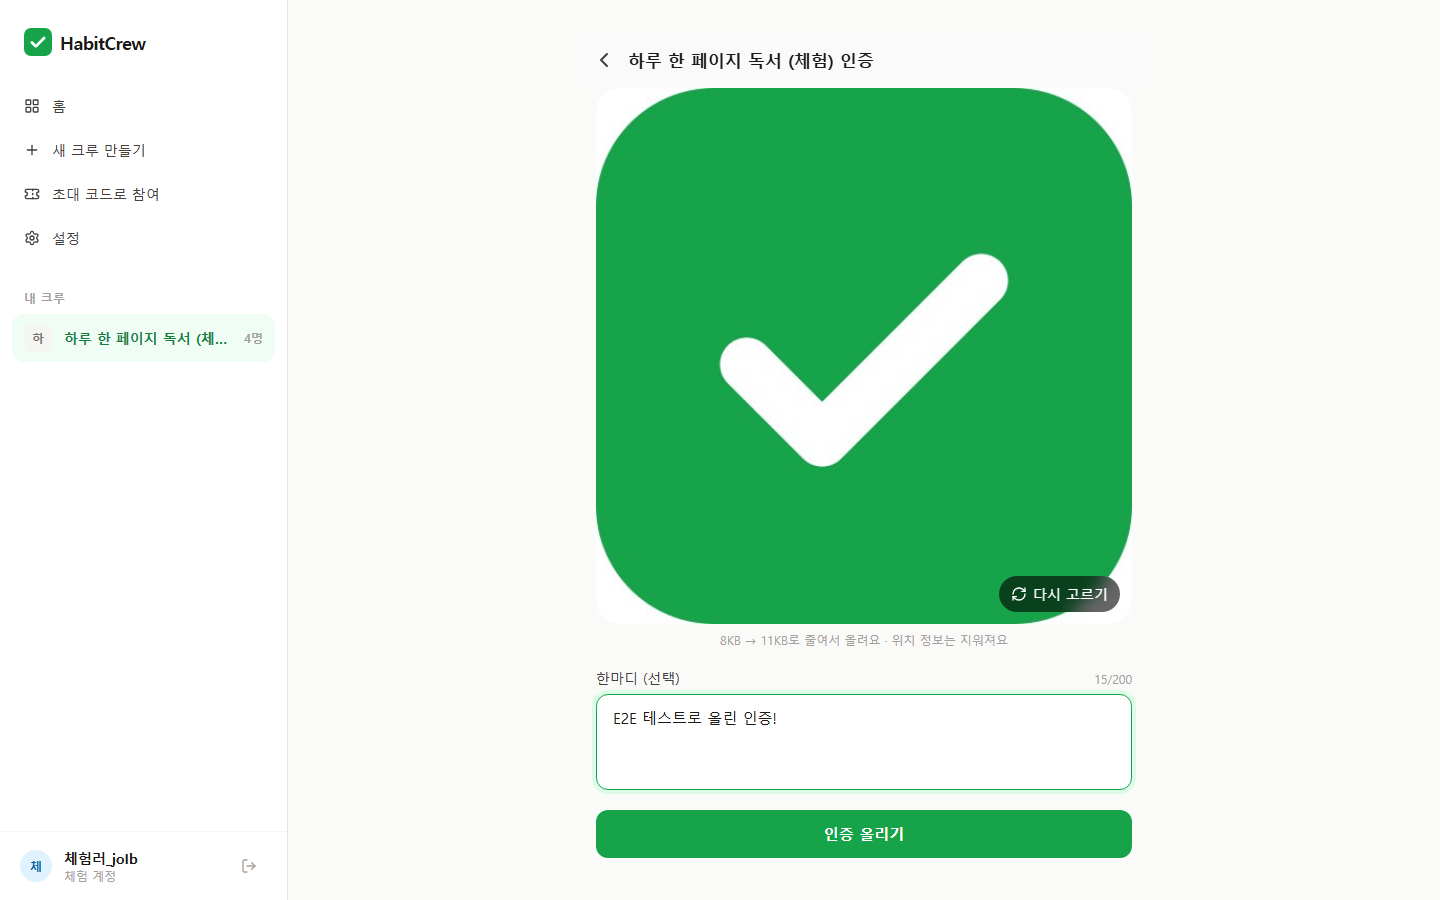 HabitCrew
홈
새 크루 만들기
초대 코드로 참여
설정
내 크루
하 하루 한 페이지 독서 (체... 4명
체 체험러_jolb
체험 계정
하루 한 페이지 독서 (체험) 인증
다시 고르기
8KB → 11KB로 줄여서 올려요 · 위치 정보는 지워져요
한마디 (선택) 15/200
E2E 테스트로 올린 인증!
인증 올리기